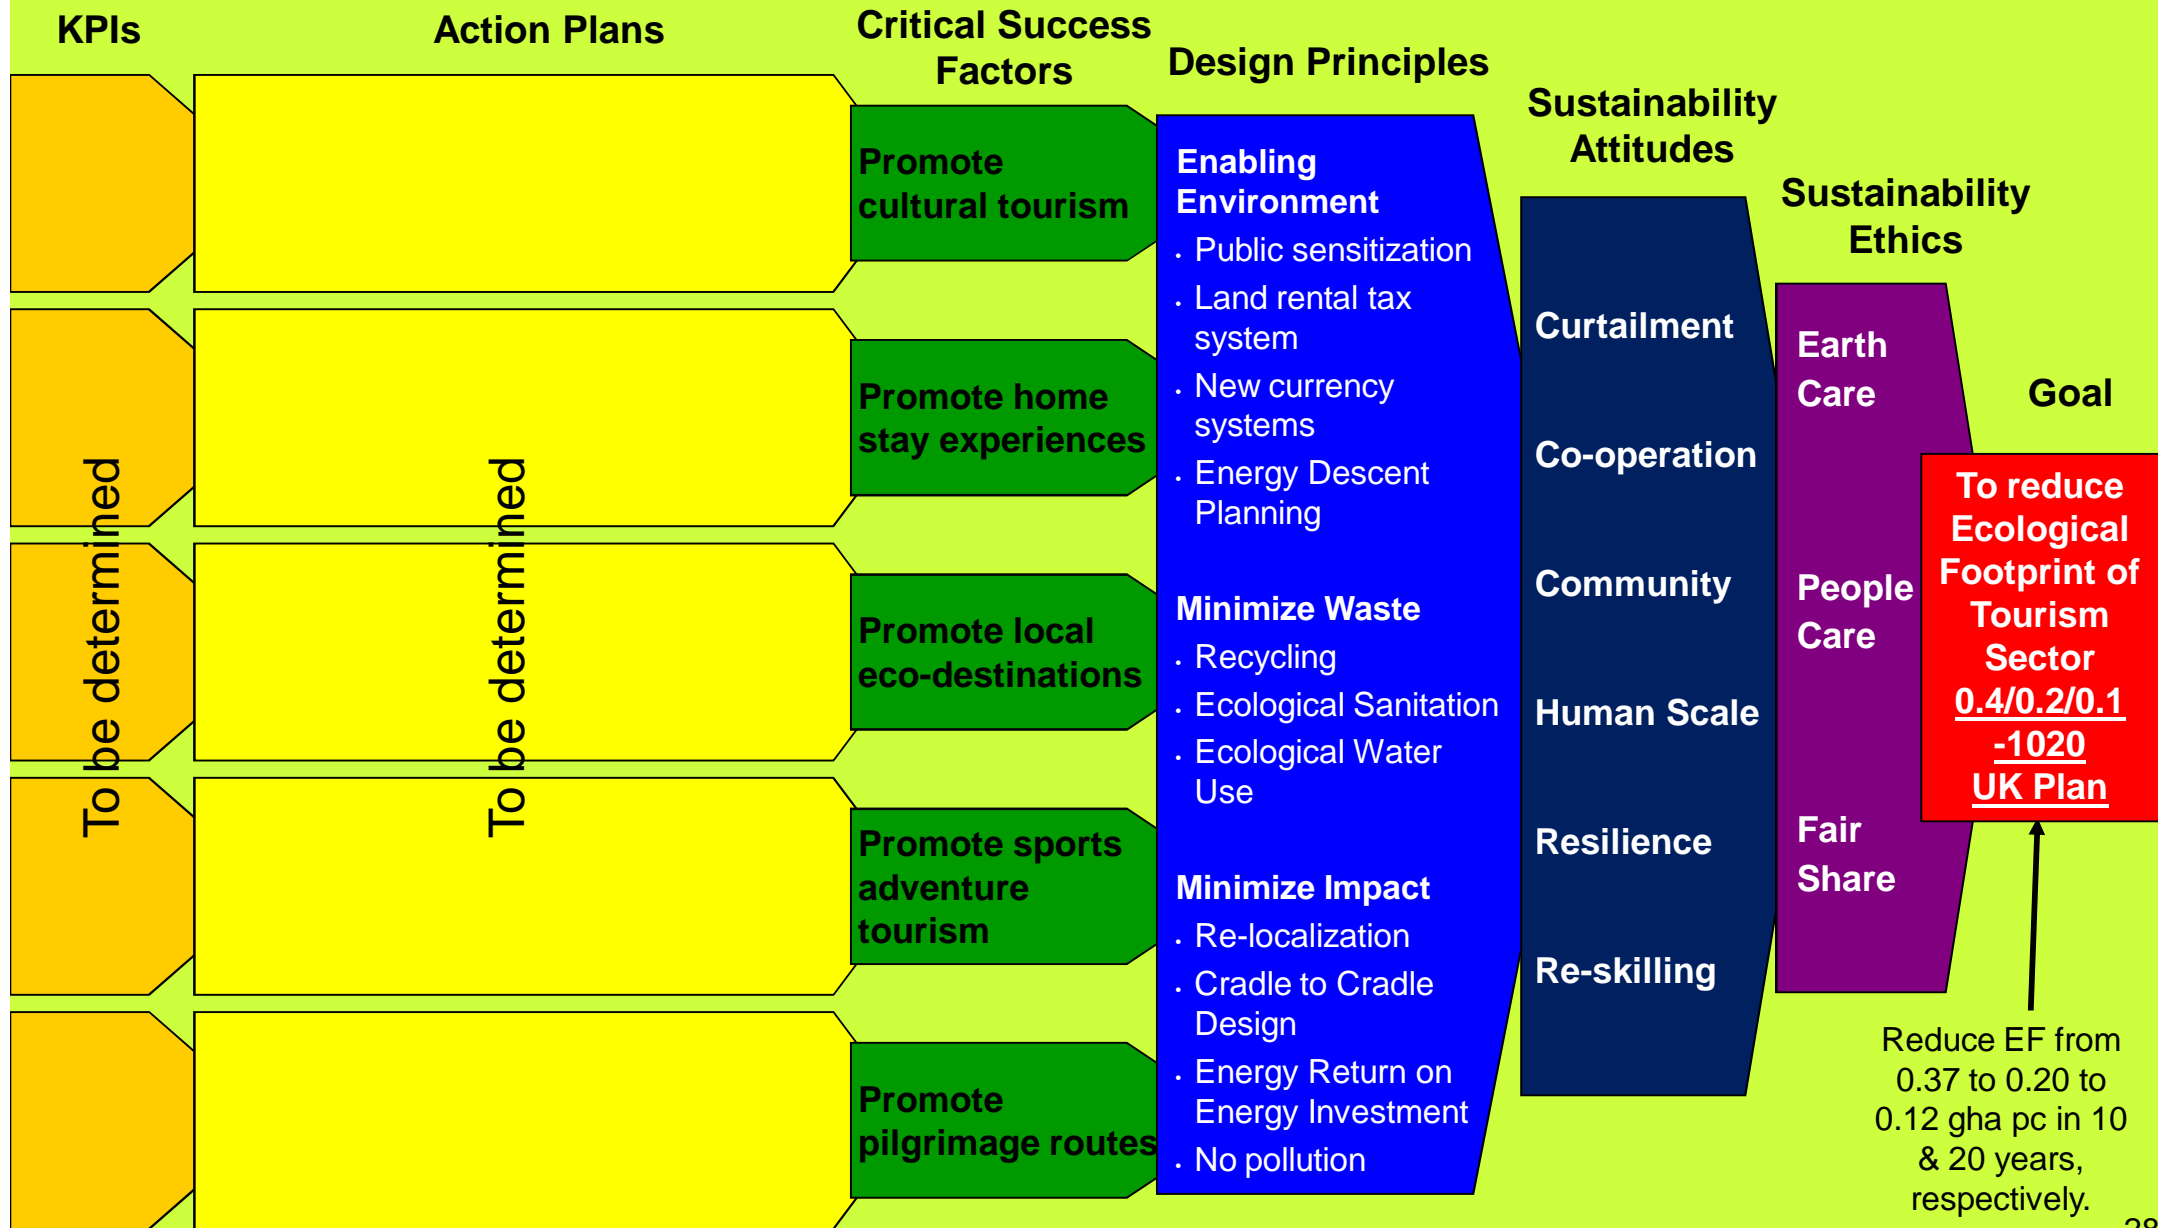 KPIs
Action Plans
Critical Success
Factors
Design Principles
Sustainability
Attitudes
Sustainability
Ethics
Goal
To be determined
To be determined
Promote
cultural tourism
Promote home
stay experiences
Promote local
eco-destinations
Promote sports
adventure
tourism
Promote
pilgrimage routes
Enabling
Environment
• Public sensitization
• Land rental tax
system
• New currency
systems
• Energy Descent
Planning
Minimize Waste
• Recycling
• Ecological Sanitation
• Ecological Water
Use
Minimize Impact
• Re-localization
• Cradle to Cradle
Design
• Energy Return on
Energy Investment
• No pollution
Curtailment
Co-operation
Community
Human Scale
Resilience
Re-skilling
Earth
Care
People
Care
Fair
Share
To reduce
Ecological
Footprint of
Tourism
Sector
0.4/0.2/0.1
-1020
UK Plan
Reduce EF from
0.37 to 0.20 to
0.12 gha pc in 10
& 20 years,
respectively.